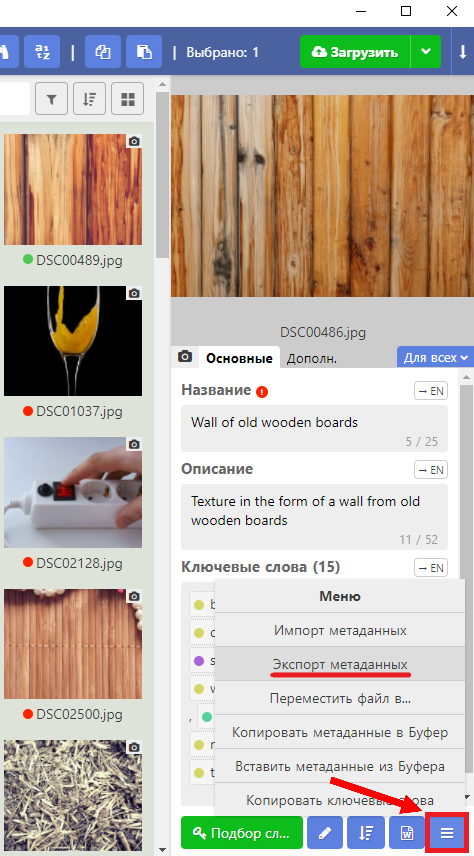 | Выбрано: 1
Загрузить
DSC00489.jpg
DSC01037.jpg
DSC02128.jpg
DSC02500.jpg
DSC00486.jpg
Основные
Дополн.
Для всех
Название
→ EN
Wall of old wooden boards
5 / 25
Описание
→ EN
Texture in the form of a wall from old
wooden boards
11 / 52
Ключевые слова (15)
→ EN
Меню
Импорт метаданных
Экспорт метаданных
Переместить файл в...
Копировать метаданные в Буфер
Вставить метаданные из Буфера
Копировать ключевые слова
Подбор сл...